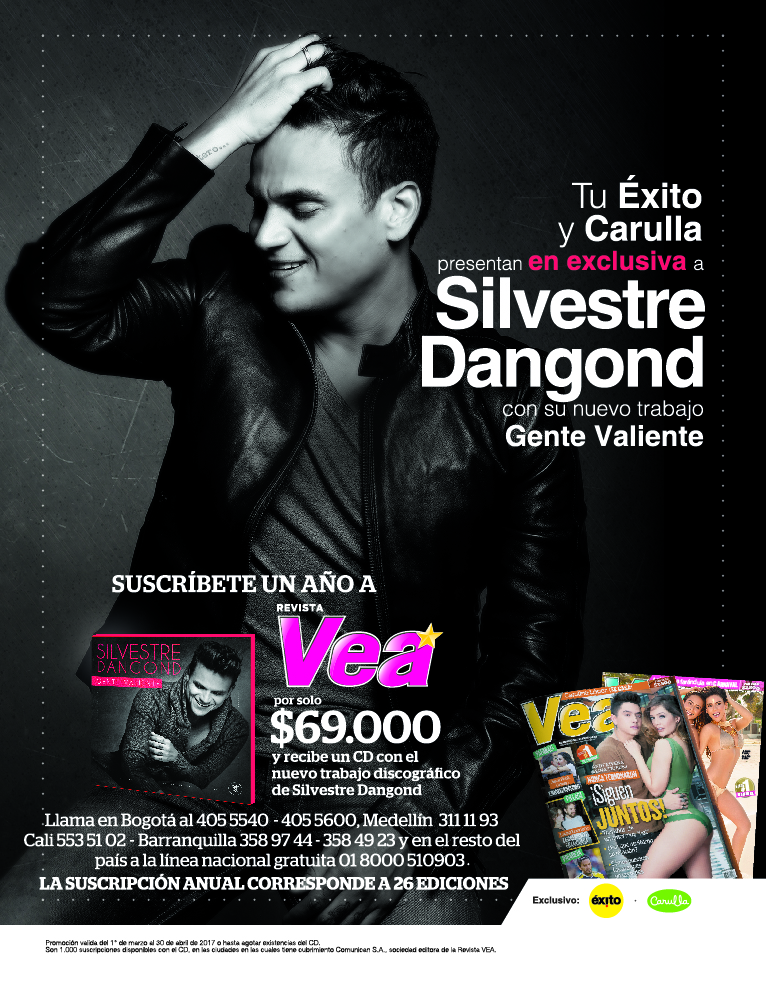 Tu Éxito
y Carulla
presentan en exclusiva a
Silvestre
Dangond
con su nuevo trabajo
Gente Valiente
SUSCRÍBETE UN AÑO A
REVISTA
Vea
SILVESTRE
DANGOND
GENTE VALIENTE
por solo
$69.000
y recibe un CD con el
nuevo trabajo discográfico
de Silvestre Dangond
Vea
¡Siguen
JUNTOS!
Llama en Bogotá al 405 5540 - 405 5600, Medellín 311 11 93
Cali 553 51 02 - Barranquilla 358 97 44 - 358 49 23 y en el resto del
país a la línea nacional gratuita 01 8000 510903.
LA SUSCRIPCIÓN ANUAL CORRESPONDE A 26 EDICIONES
Exclusivo: éxito · Carulla
Promoción valida del 1° de marzo al 30 de abril de 2017 o hasta agotar existencias del CD.
Son 1.000 suscripciones disponibles con el CD, en las ciudades en las cuales tiene cubrimiento Comunican S.A., sociedad editora de la Revista VEA.